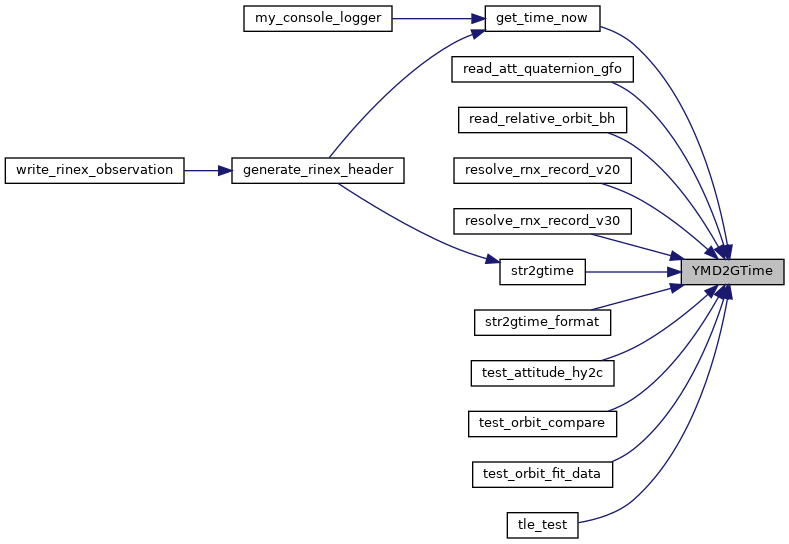 my_console_logger
get_time_now
read_att_quaternion_gfo
read_relative_orbit_bh
write_rinex_observation
generate_rinex_header
resolve_rnx_record_v20
resolve_rnx_record_v30
str2gtime
YMD2GTime
str2gtime_format
test_attitude_hy2c
test_orbit_compare
test_orbit_fit_data
tle_test